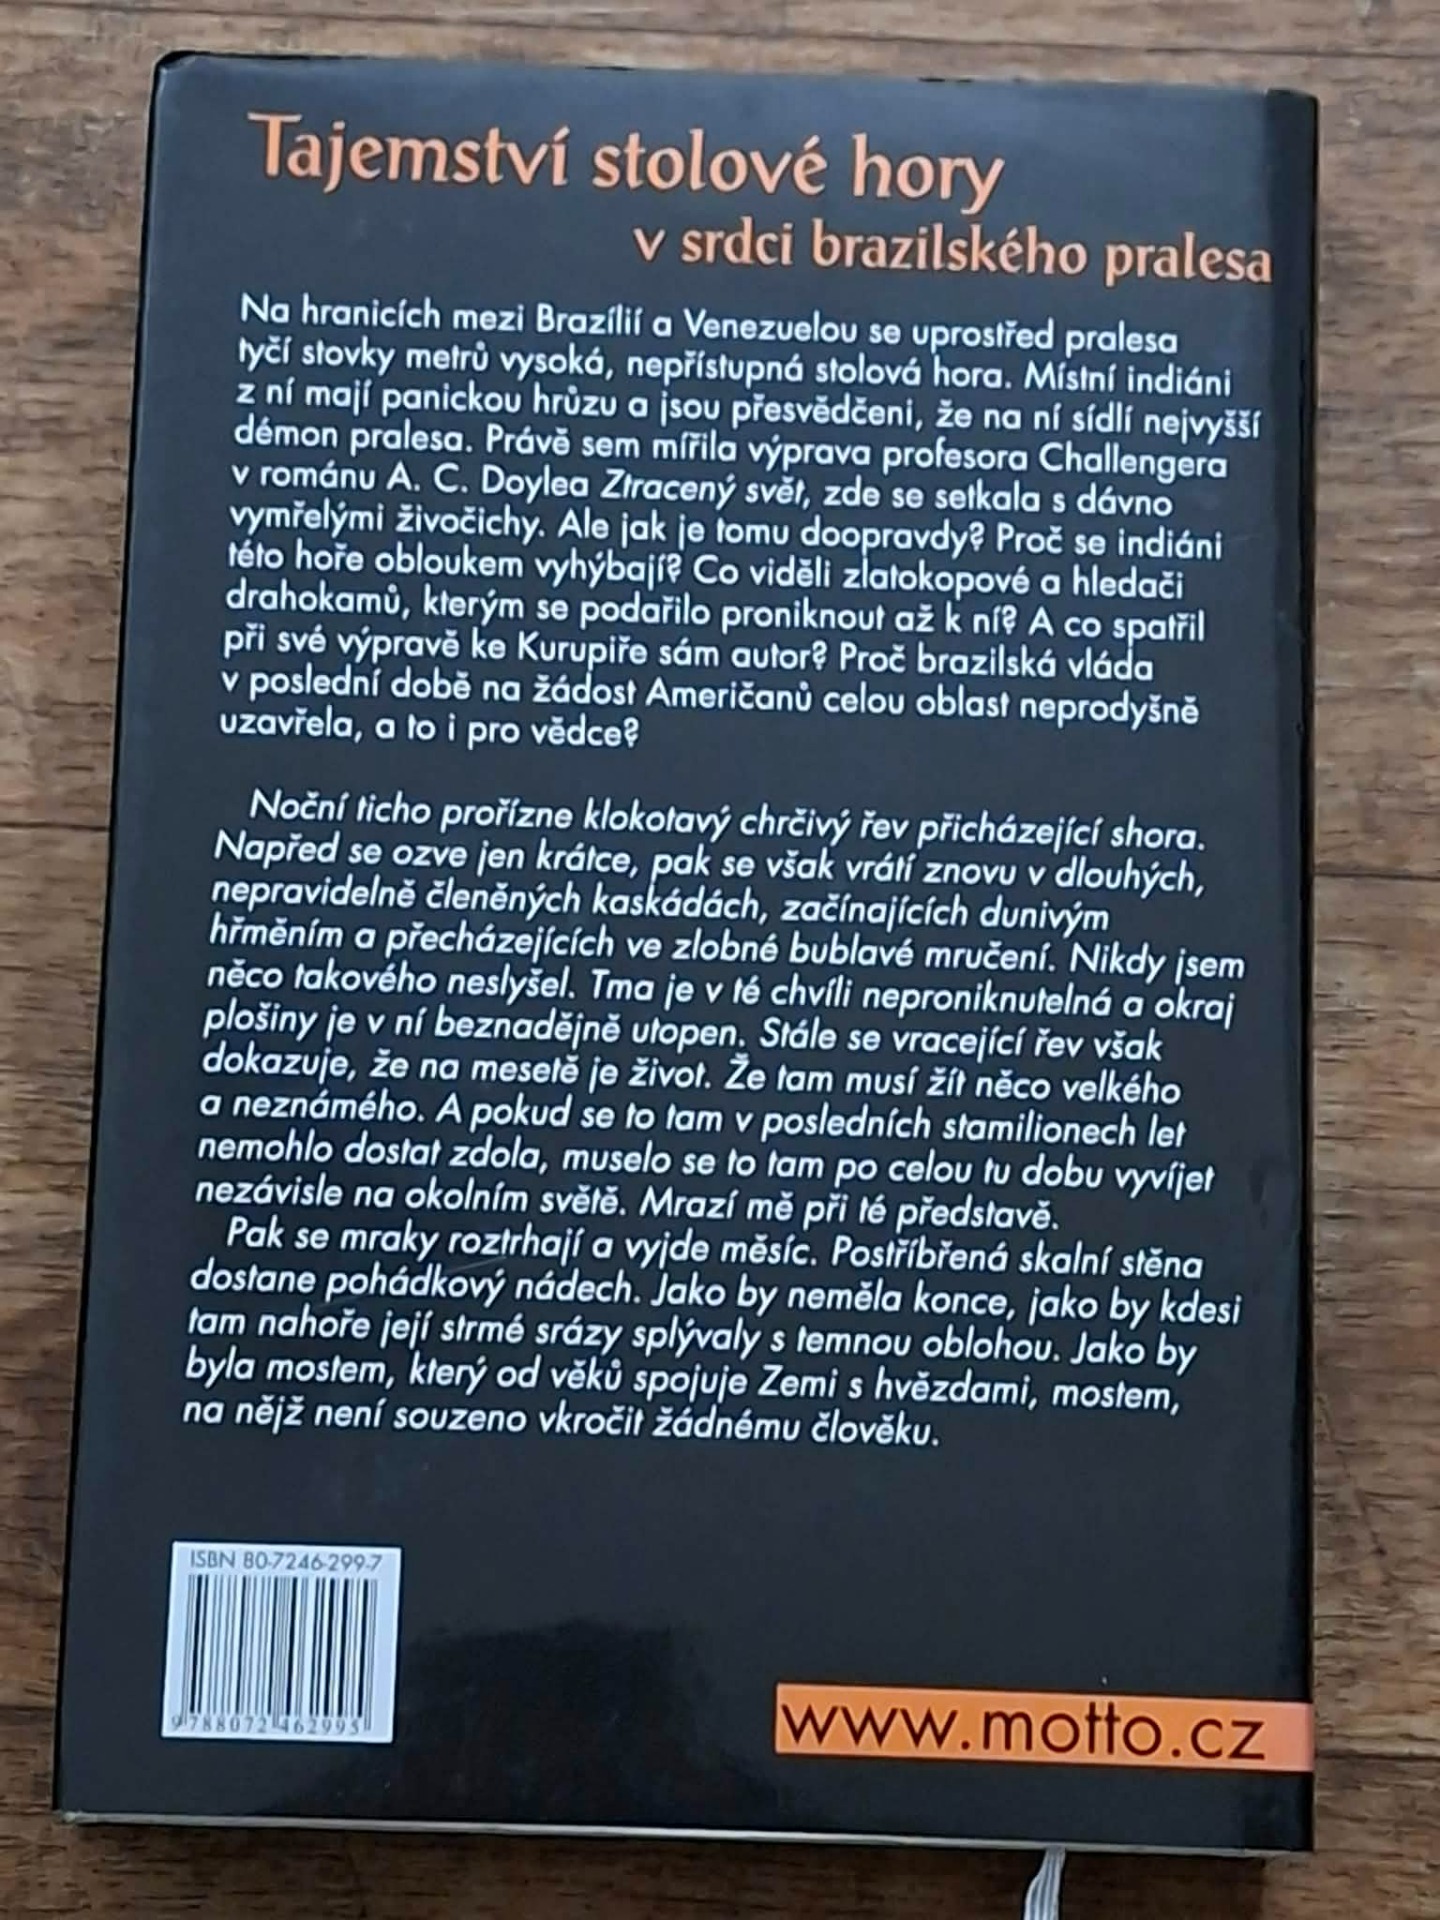 Tajemství stolové hory
v srdci brazilského pralesa
Na hranicích mezi Brazílií a Venezuelou se uprostřed pralesa
tyčí stovky metrů vysoká, nepřístupná stolová hora. Místní indiáni
z ní mají panickou hrůzu a jsou přesvědčeni, že na ní sídlí nejvyšší
démon pralesa. Právě sem mířila výprava profesora Challengera
v románu A. C. Doylea Ztracený svět, zde se setkala s dávno
vymřelými živočichy. Ale jak je tomu doopravdy? Proč se indiáni
této hoře obloukem vyhýbají? Co viděli zlatokopové a hledači
drahokamů, kterým se podařilo proniknout až k ní? A co spatřil
při své výpravě ke Kurupiře sám autor? Proč brazilská vláda
v poslední době na žádost Američanů celou oblast neprodyšně
uzavřela, a to i pro vědce?
Noční ticho prořízne klokotavý chrčivý řev přicházející shora.
Napřed se ozve jen krátce, pak se však vrátí znovu v dlouhých,
nepravidelně členěných kaskádách, začínajících dunivým
hřměním a přecházejících ve zlobné bublavé mručení. Nikdy jsem
něco takového neslyšel. Tma je v té chvíli neproniknutelná a okraj
plošiny je v ní beznadějně utopen. Stále se vracející řev však
dokazuje, že na mesetě je život. Že tam musí žít něco velkého
a neznámého. A pokud se to tam v posledních stamilionech let
nemohlo dostat zdola, muselo se to tam po celou tu dobu vyvíjet
nezávisle na okolním světě. Mrazí mě při té představě.
Pak se mraky roztrhají a vyjde měsíc. Postříbřená skalní stěna
dostane pohádkový nádech. Jako by neměla konce, jako by kdesi
tam nahoře její strmé srázy splývaly s temnou oblohou. Jako by
byla mostem, který od věků spojuje Zemi s hvězdami, mostem,
na nějž není souzeno vkročit žádnému člověku.
ISBN 80-7246-299-7
9 788072 462995
www.motto.cz